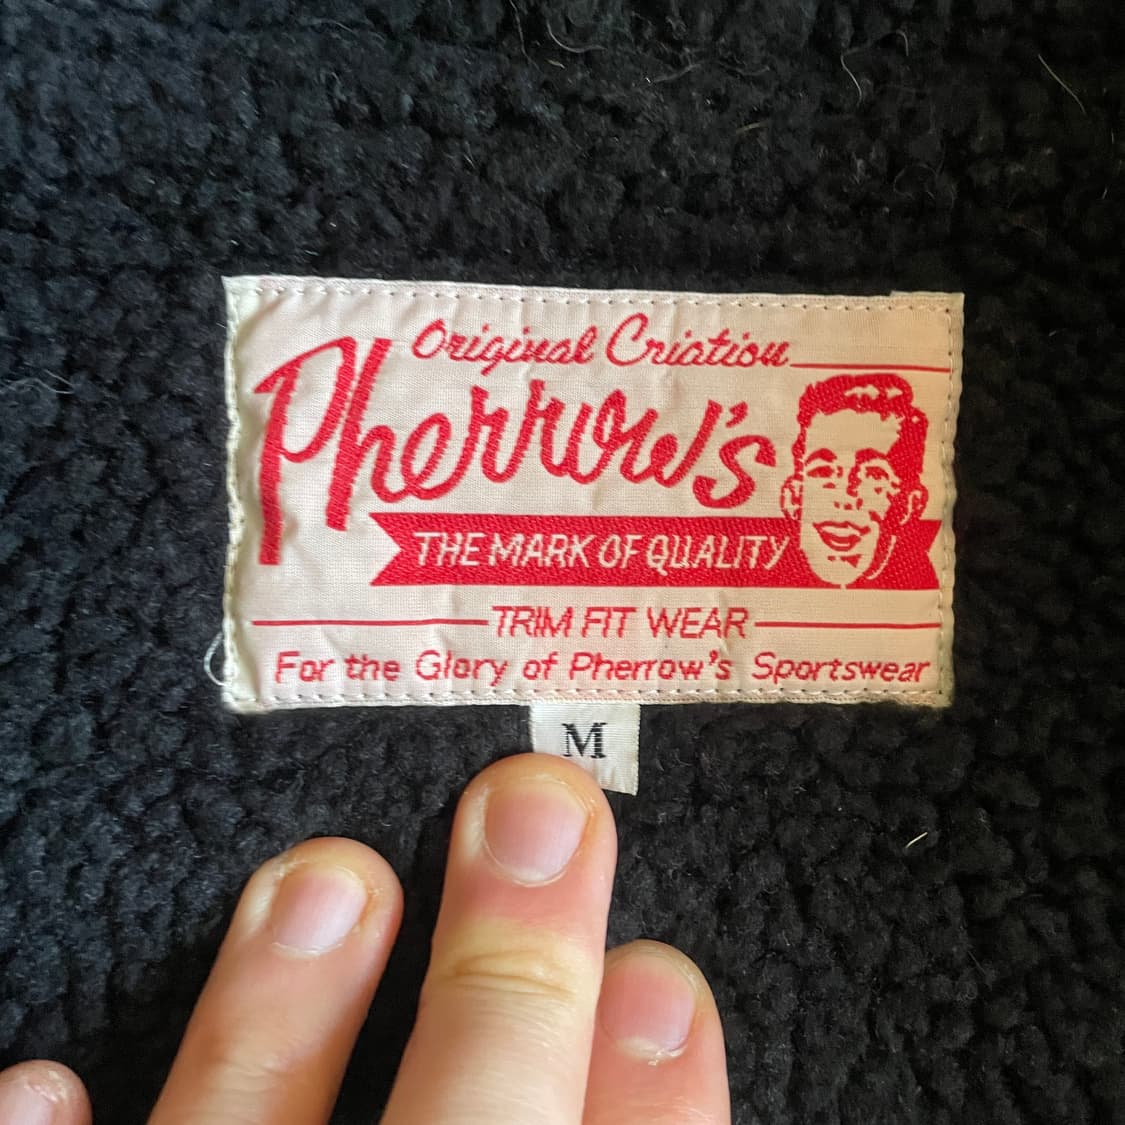 Original Criation
Pherrow's
THE MARK OF QUALITY
TRIM FIT WEAR
For the Glory of Pherrow's Sportswear
M